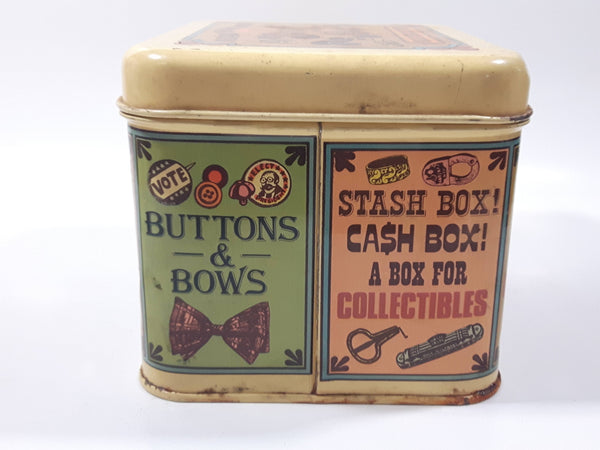 VOTE
BUTTONS
&
BOWS
STASH BOX!
CA$H BOX!
A BOX FOR
COLLECTIBLES